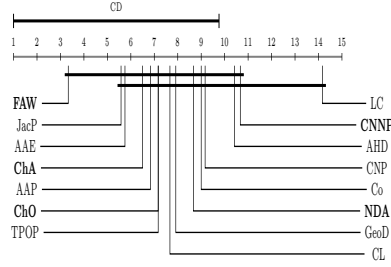 CD
1 2 3 4 5 6 7 8 9 10 11 12 13 14 15
FAW LC
JacP CNNP
AAE AHD
ChA CNP
AAP Co
ChO NDA
TPOP GeoD
CL